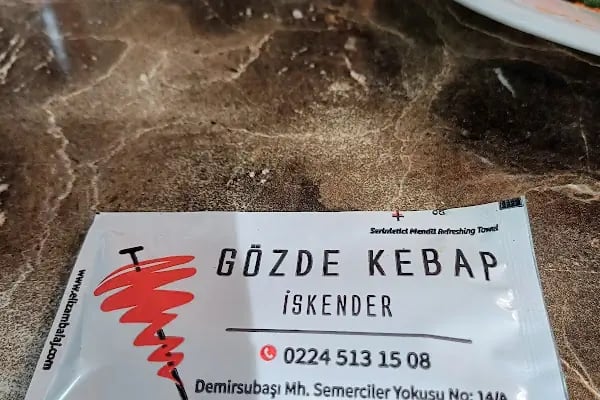 Serinletici Mendil Refreshing Towel
GÖZDE KEBAP
İSKENDER
0224 513 15 08
Demirsubaşı Mh. Semerciler Yokuşu No: 14/A
www.elizambalaj.com